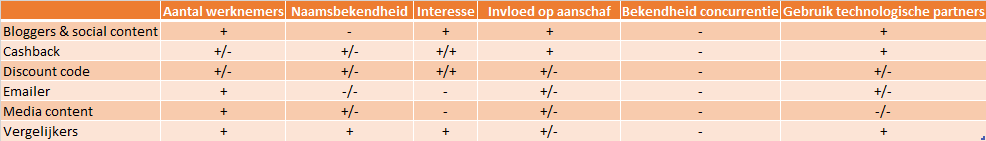 Aantal werknemers Naamsbekendheid Interesse Invloed op aanschaf Bekendheid concurrentie Gebruik technologische partners
Bloggers & social content + - + + - +
Cashback +/- +/- +/+ + - +
Discount code +/- +/- +/+ +/- - +/-
Emailer + -/- - +/- - +/-
Media content + +/- - +/- - -/-
Vergelijkers + + + +/- - +